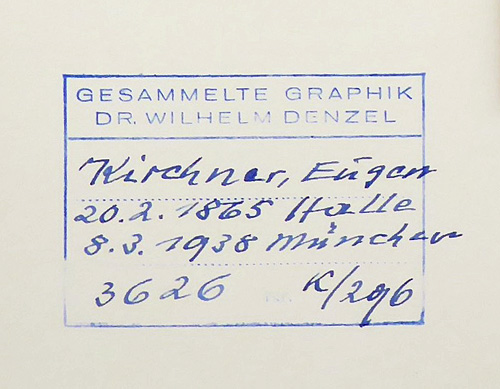 GESAMMELTE GRAPHIK
DR. WILHELM DENZEL
Kirchner, Eugen
20.2.1865 Halle
8.3.1938 München
3626 K/296